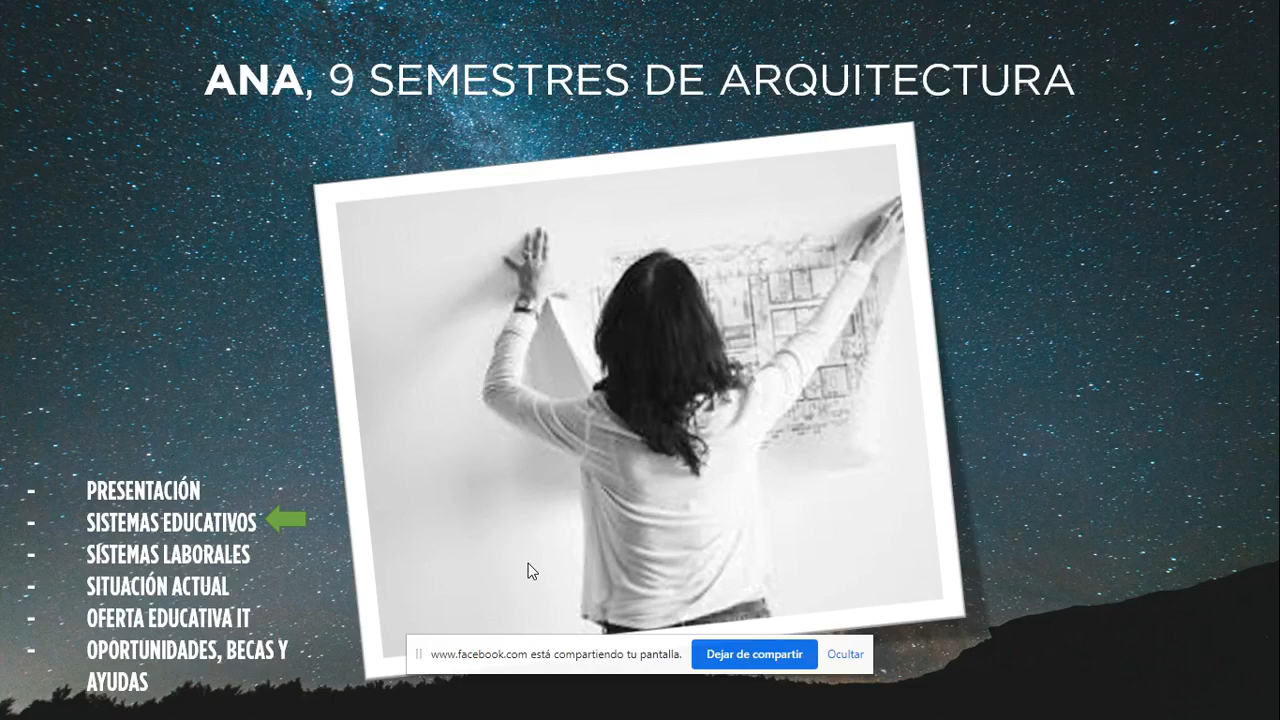 ANA, 9 SEMESTRES DE ARQUITECTURA
- PRESENTACIÓN
- SISTEMAS EDUCATIVOS
- SISTEMAS LABORALES
- SITUACIÓN ACTUAL
- OFERTA EDUCATIVA IT
- OPORTUNIDADES, BECAS Y
AYUDAS
www.facebook.com está compartiendo tu pantalla.
Dejar de compartir
Ocultar